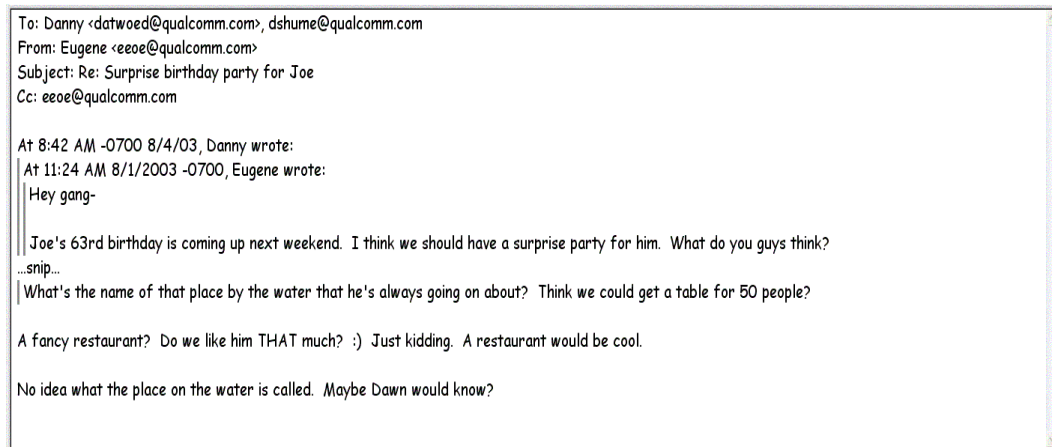 To: Danny <datwoed@qualcomm.com>, dshume@qualcomm.com
From: Eugene <eeoe@qualcomm.com>
Subject: Re: Surprise birthday party for Joe
Cc: eeoe@qualcomm.com
At 8:42 AM -0700 8/4/03, Danny wrote:
At 11:24 AM 8/1/2003 -0700, Eugene wrote:
Hey gang-
Joe's 63rd birthday is coming up next weekend.  I think we should have a surprise party for him.  What do you guys think?
...snip...
What's the name of that place by the water that he's always going on about?  Think we could get a table for 50 people?
A fancy restaurant?  Do we like him THAT much?  :)  Just kidding.  A restaurant would be cool.
No idea what the place on the water is called.  Maybe Dawn would know?